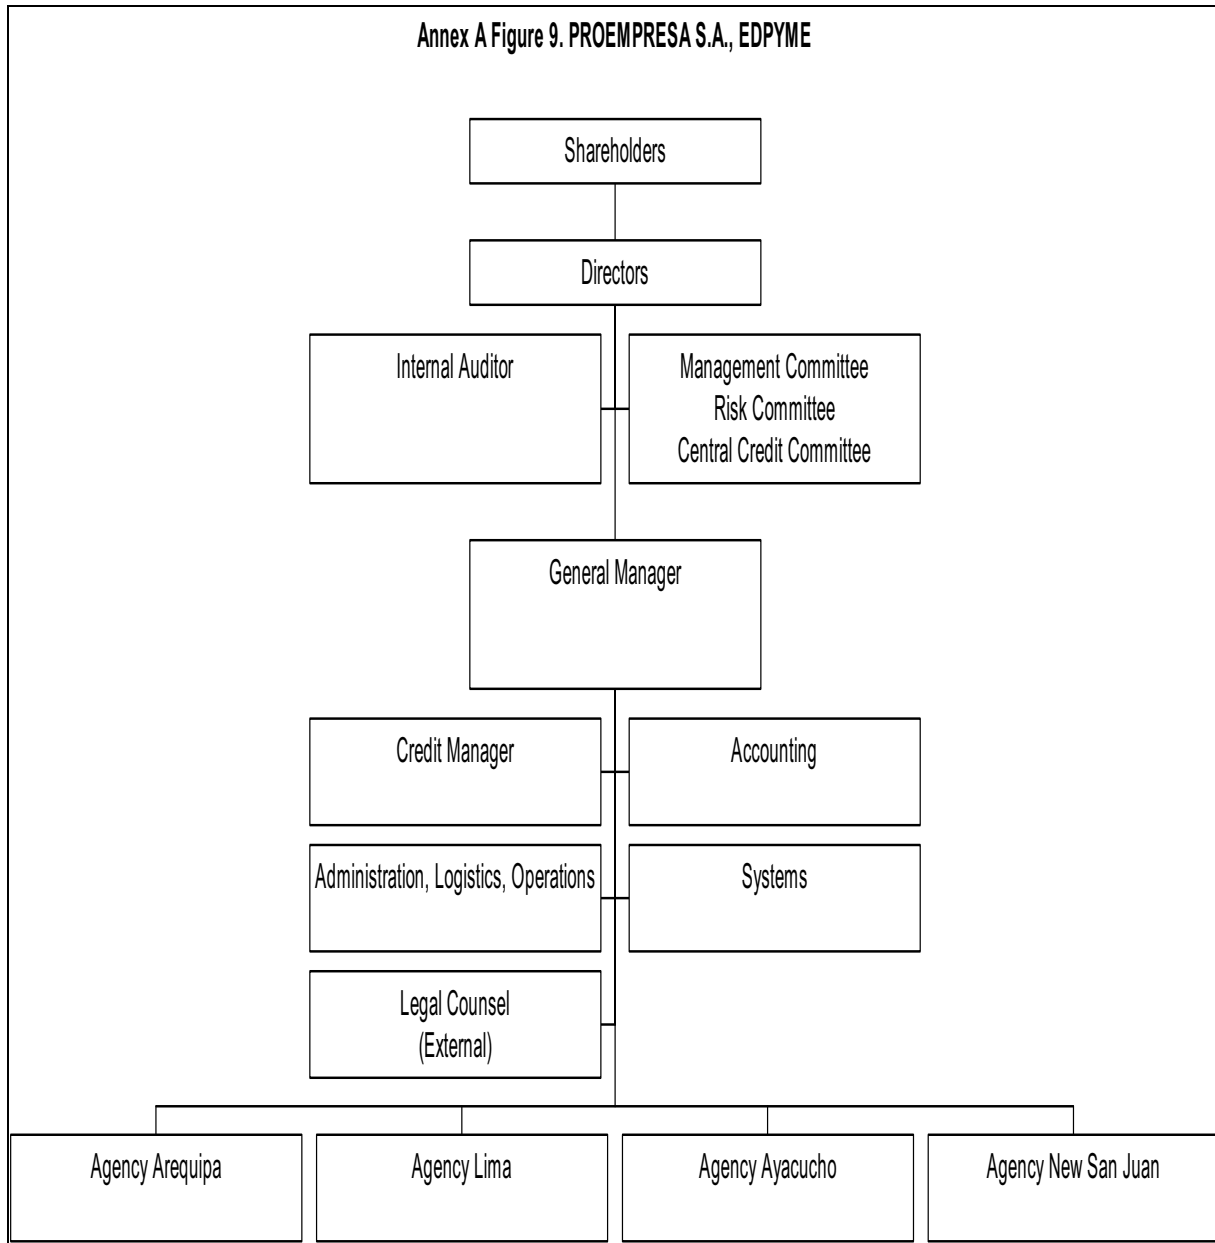 Annex A Figure 9. PROEMPRESA S.A., EDPYME
Shareholders
Directors
Internal Auditor
Management Committee
Risk Committee
Central Credit Committee
General Manager
Credit Manager
Accounting
Administration, Logistics, Operations
Systems
Legal Counsel
(External)
Agency Arequipa
Agency Lima
Agency Ayacucho
Agency New San Juan